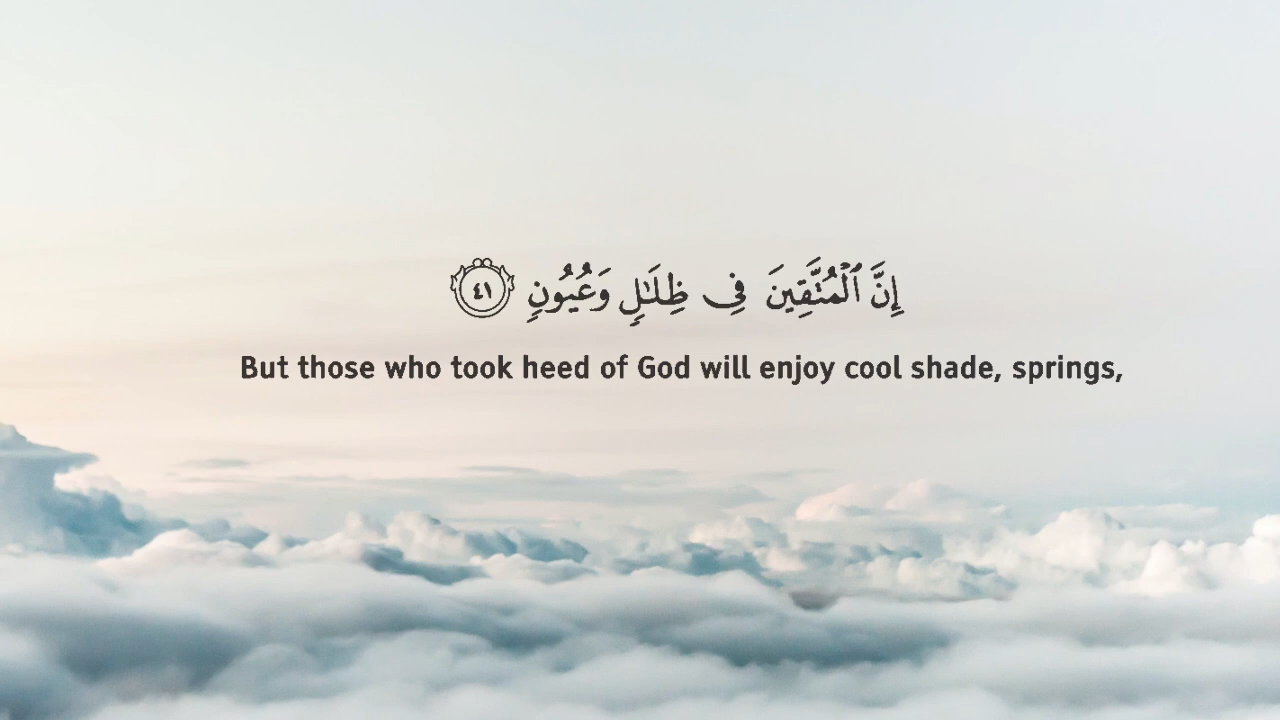 إِنَّ ٱلْمُتَّقِينَ فِى ظِلَـٰلٍ وَعُيُونٍ ٤١
But those who took heed of God will enjoy cool shade, springs,